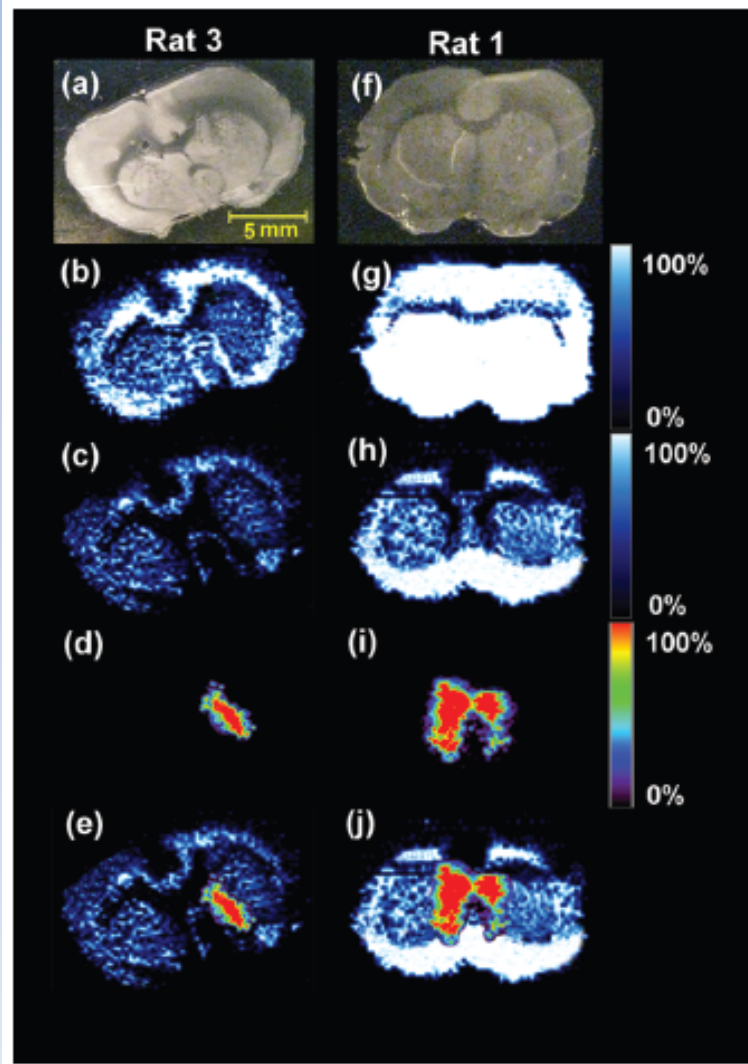 Rat 3
Rat 1
(a)
(f)
5 mm
(b)
(g)
100%
0%
(c)
(h)
100%
0%
(d)
(i)
100%
0%
(e)
(j)